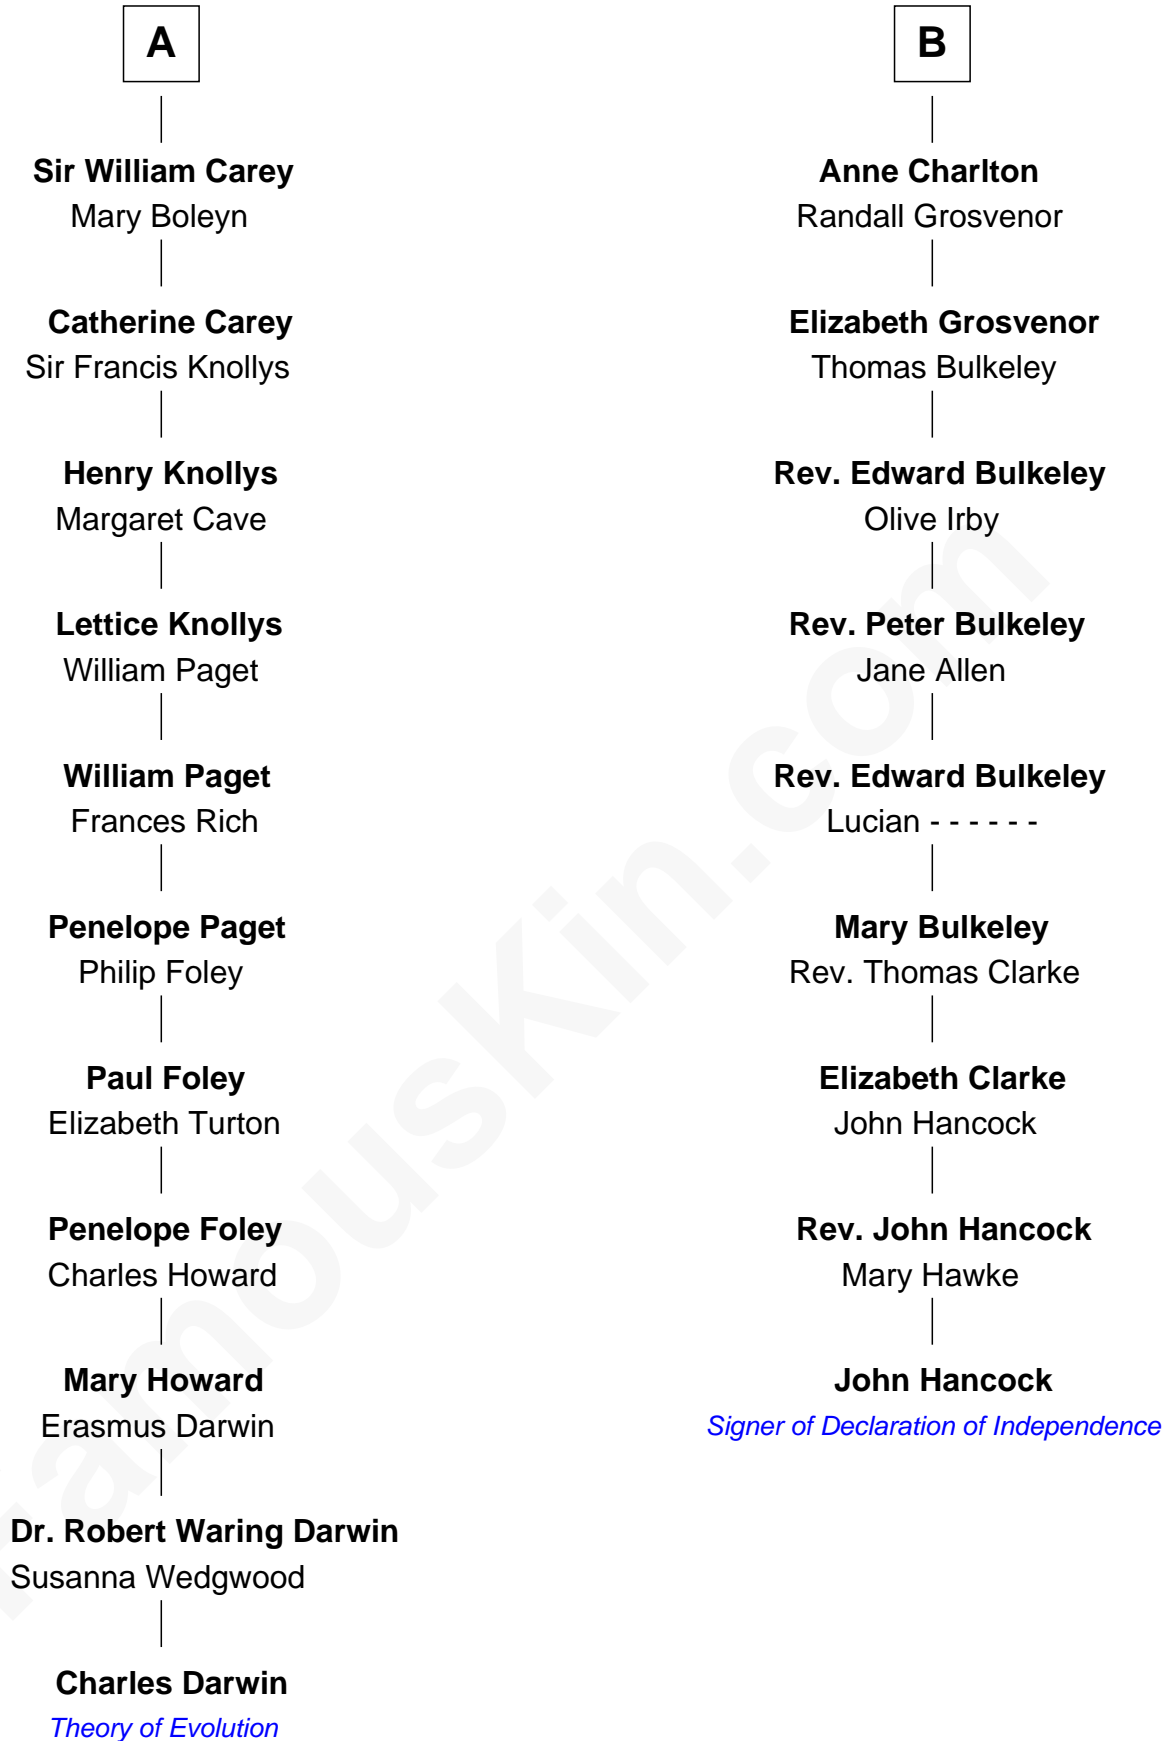 A
Sir William Carey
Mary Boleyn
Catherine Carey
Sir Francis Knollys
Henry Knollys
Margaret Cave
Lettice Knollys
William Paget
William Paget
Frances Rich
Penelope Paget
Philip Foley
Paul Foley
Elizabeth Turton
Penelope Foley
Charles Howard
Mary Howard
Erasmus Darwin
Dr. Robert Waring Darwin
Susanna Wedgwood
Charles Darwin
Theory of Evolution
B
Anne Charlton
Randall Grosvenor
Elizabeth Grosvenor
Thomas Bulkeley
Rev. Edward Bulkeley
Olive Irby
Rev. Peter Bulkeley
Jane Allen
Rev. Edward Bulkeley
Lucian - - - - - -
Mary Bulkeley
Rev. Thomas Clarke
Elizabeth Clarke
John Hancock
Rev. John Hancock
Mary Hawke
John Hancock
Signer of Declaration of Independence
FamousKin.com